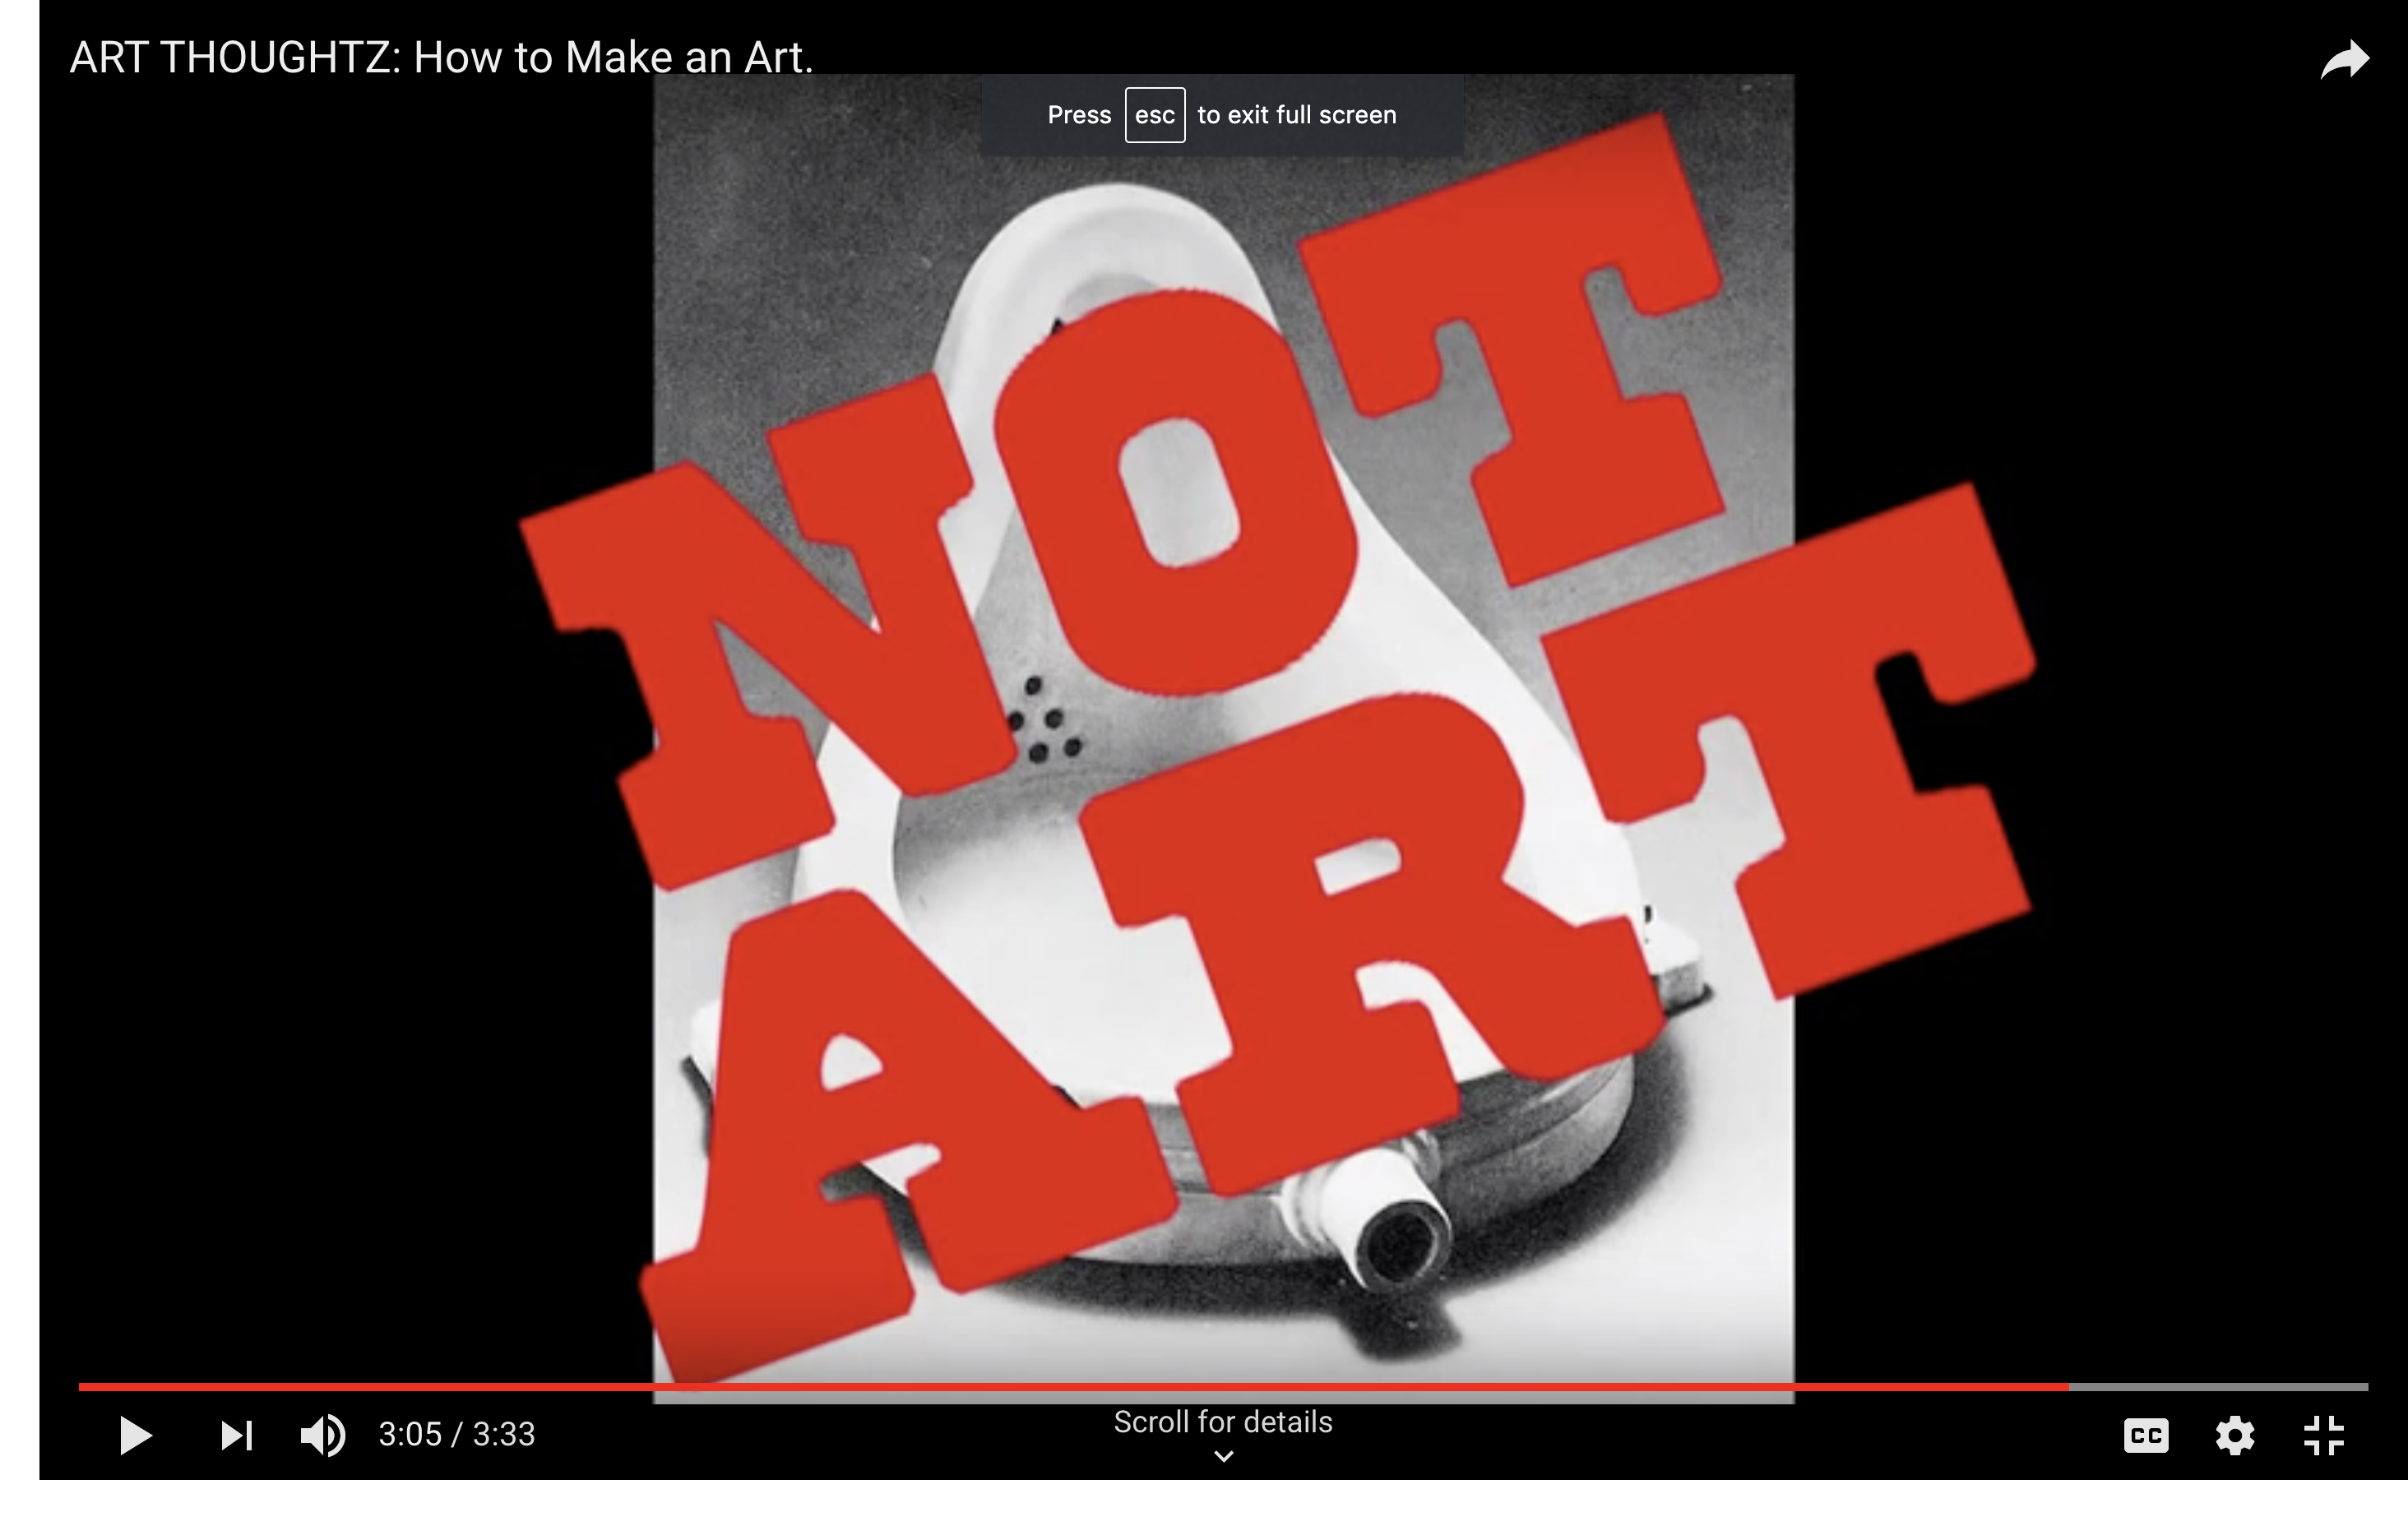 ART THOUGHTZ: How to Make an Art.
Press esc to exit full screen
NOT
ART
3:05 / 3:33
Scroll for details
CC